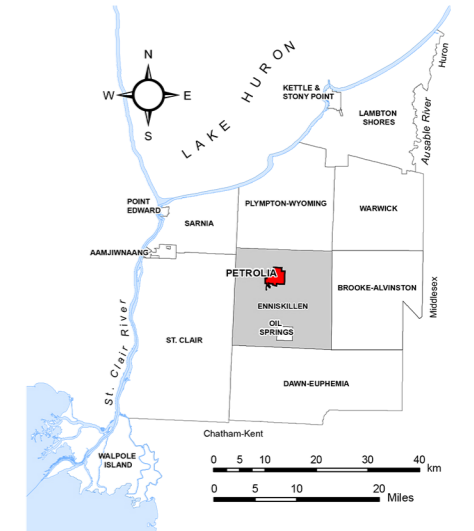 N
W E
S
LAKE HURON
KETTLE &
STONY POINT
Huron
LAMBTON
SHORES
Ausable River
POINT
EDWARD
SARNIA
PLYMPTON-WYOMING
WARWICK
AAMJIWNAANG
PETROLIA
BROOKE-ALVINSTON
Middlesex
ENNISKILLEN
OIL
SPRINGS
St. Clair River
ST. CLAIR
DAWN-EUPHEMIA
Chatham-Kent
WALPOLE
ISLAND
0 5 10 20 30 40 km
0 5 10 20 Miles